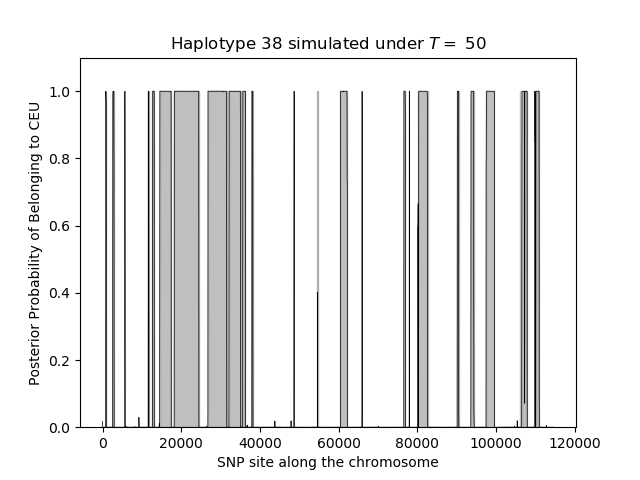 Haplotype 38 simulated under T = 50
Posterior Probability of Belonging to CEU
1.0
0.8
0.6
0.4
0.2
0.0
0 20000 40000 60000 80000 100000 120000
SNP site along the chromosome